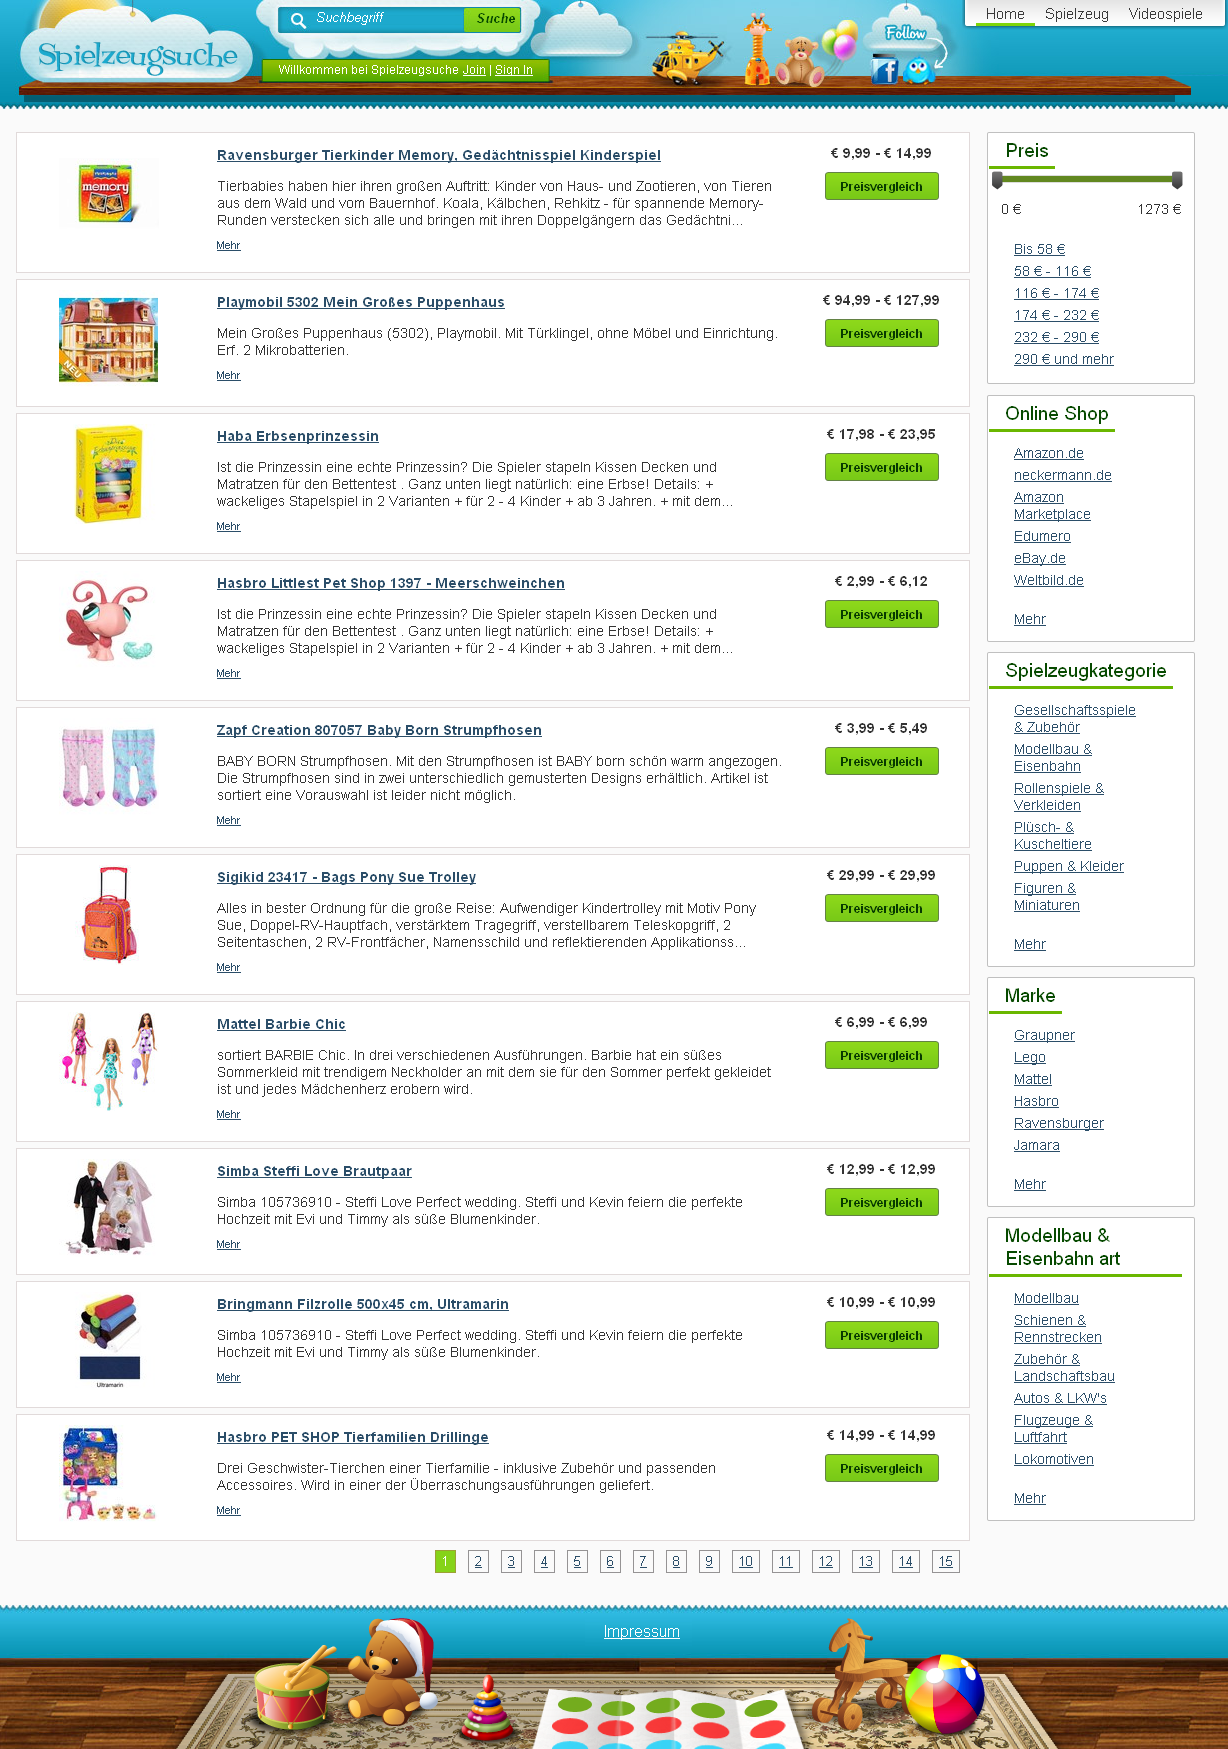 Home Spielzeug Videospiele
Suchbegriff Suche
Spielzeugsuche
Follow
Willkommen bei Spielzeugsuche Join | Sign In
Ravensburger Tierkinder Memory, Gedächtnisspiel Kinderspiel
€ 9,99 - € 14,99
Preisvergleich
memory
Tierbabies haben hier ihren großen Auftritt: Kinder von Haus- und Zootieren, von Tieren
aus dem Wald und vom Bauernhof. Koala, Kälbchen, Rehkitz - für spannende Memory-
Runden verstecken sich alle und bringen mit ihren Doppelgängern das Gedächtni...
Mehr
Playmobil 5302 Mein Großes Puppenhaus
€ 94,99 - € 127,99
Preisvergleich
NEU
Mein Großes Puppenhaus (5302), Playmobil. Mit Türklingel, ohne Möbel und Einrichtung.
Erf. 2 Mikrobatterien.
Mehr
Haba Erbsenprinzessin
€ 17,98 - € 23,95
Preisvergleich
Ist die Prinzessin eine echte Prinzessin? Die Spieler stapeln Kissen Decken und
Matratzen für den Bettentest . Ganz unten liegt natürlich: eine Erbse! Details: +
wackeliges Stapelspiel in 2 Varianten + für 2 - 4 Kinder + ab 3 Jahren. + mit dem...
Mehr
Hasbro Littlest Pet Shop 1397 - Meerschweinchen
€ 2,99 - € 6,12
Preisvergleich
Ist die Prinzessin eine echte Prinzessin? Die Spieler stapeln Kissen Decken und
Matratzen für den Bettentest . Ganz unten liegt natürlich: eine Erbse! Details: +
wackeliges Stapelspiel in 2 Varianten + für 2 - 4 Kinder + ab 3 Jahren. + mit dem...
Mehr
Zapf Creation 807057 Baby Born Strumpfhosen
€ 3,99 - € 5,49
Preisvergleich
BABY BORN Strumpfhosen. Mit den Strumpfhosen ist BABY born schön warm angezogen.
Die Strumpfhosen sind in zwei unterschiedlich gemusterten Designs erhältlich. Artikel ist
sortiert eine Vorauswahl ist leider nicht möglich.
Mehr
Sigikid 23417 - Bags Pony Sue Trolley
€ 29,99 - € 29,99
Preisvergleich
Alles in bester Ordnung für die große Reise: Aufwendiger Kindertrolley mit Motiv Pony
Sue, Doppel-RV-Hauptfach, verstärktem Tragegriff, verstellbarem Teleskopgriff, 2
Seitentaschen, 2 RV-Frontfächer, Namensschild und reflektierenden Applikationss...
Mehr
Mattel Barbie Chic
€ 6,99 - € 6,99
Preisvergleich
sortiert BARBIE Chic. In drei verschiedenen Ausführungen. Barbie hat ein süßes
Sommerkleid mit trendigem Neckholder an mit dem sie für den Sommer perfekt gekleidet
ist und jedes Mädchenherz erobern wird.
Mehr
Simba Steffi Love Brautpaar
€ 12,99 - € 12,99
Preisvergleich
Simba 105736910 - Steffi Love Perfect wedding. Steffi und Kevin feiern die perfekte
Hochzeit mit Evi und Timmy als süße Blumenkinder.
Mehr
Bringmann Filzrolle 500x45 cm, Ultramarin
€ 10,99 - € 10,99
Preisvergleich
Simba 105736910 - Steffi Love Perfect wedding. Steffi und Kevin feiern die perfekte
Hochzeit mit Evi und Timmy als süße Blumenkinder.
Mehr
Ultramarin
Hasbro PET SHOP Tierfamilien Drillinge
€ 14,99 - € 14,99
Preisvergleich
Drei Geschwister-Tierchen einer Tierfamilie - inklusive Zubehör und passenden
Accessoires. Wird in einer der Überraschungsausführungen geliefert.
Mehr
1 2 3 4 5 6 7 8 9 10 11 12 13 14 15
Preis
0 € 1273 €
Bis 58 €
58 € - 116 €
116 € - 174 €
174 € - 232 €
232 € - 290 €
290 € und mehr
Online Shop
Amazon.de
neckermann.de
Amazon
Marketplace
Edumero
eBay.de
Weltbild.de
Mehr
Spielzeugkategorie
Gesellschaftsspiele
& Zubehör
Modellbau &
Eisenbahn
Rollenspiele &
Verkleiden
Plüsch- &
Kuscheltiere
Puppen & Kleider
Figuren &
Miniaturen
Mehr
Marke
Graupner
Lego
Mattel
Hasbro
Ravensburger
Jamara
Mehr
Modellbau &
Eisenbahn art
Modellbau
Schienen &
Rennstrecken
Zubehör &
Landschaftsbau
Autos & LKW's
Flugzeuge &
Luftfahrt
Lokomotiven
Mehr
Impressum